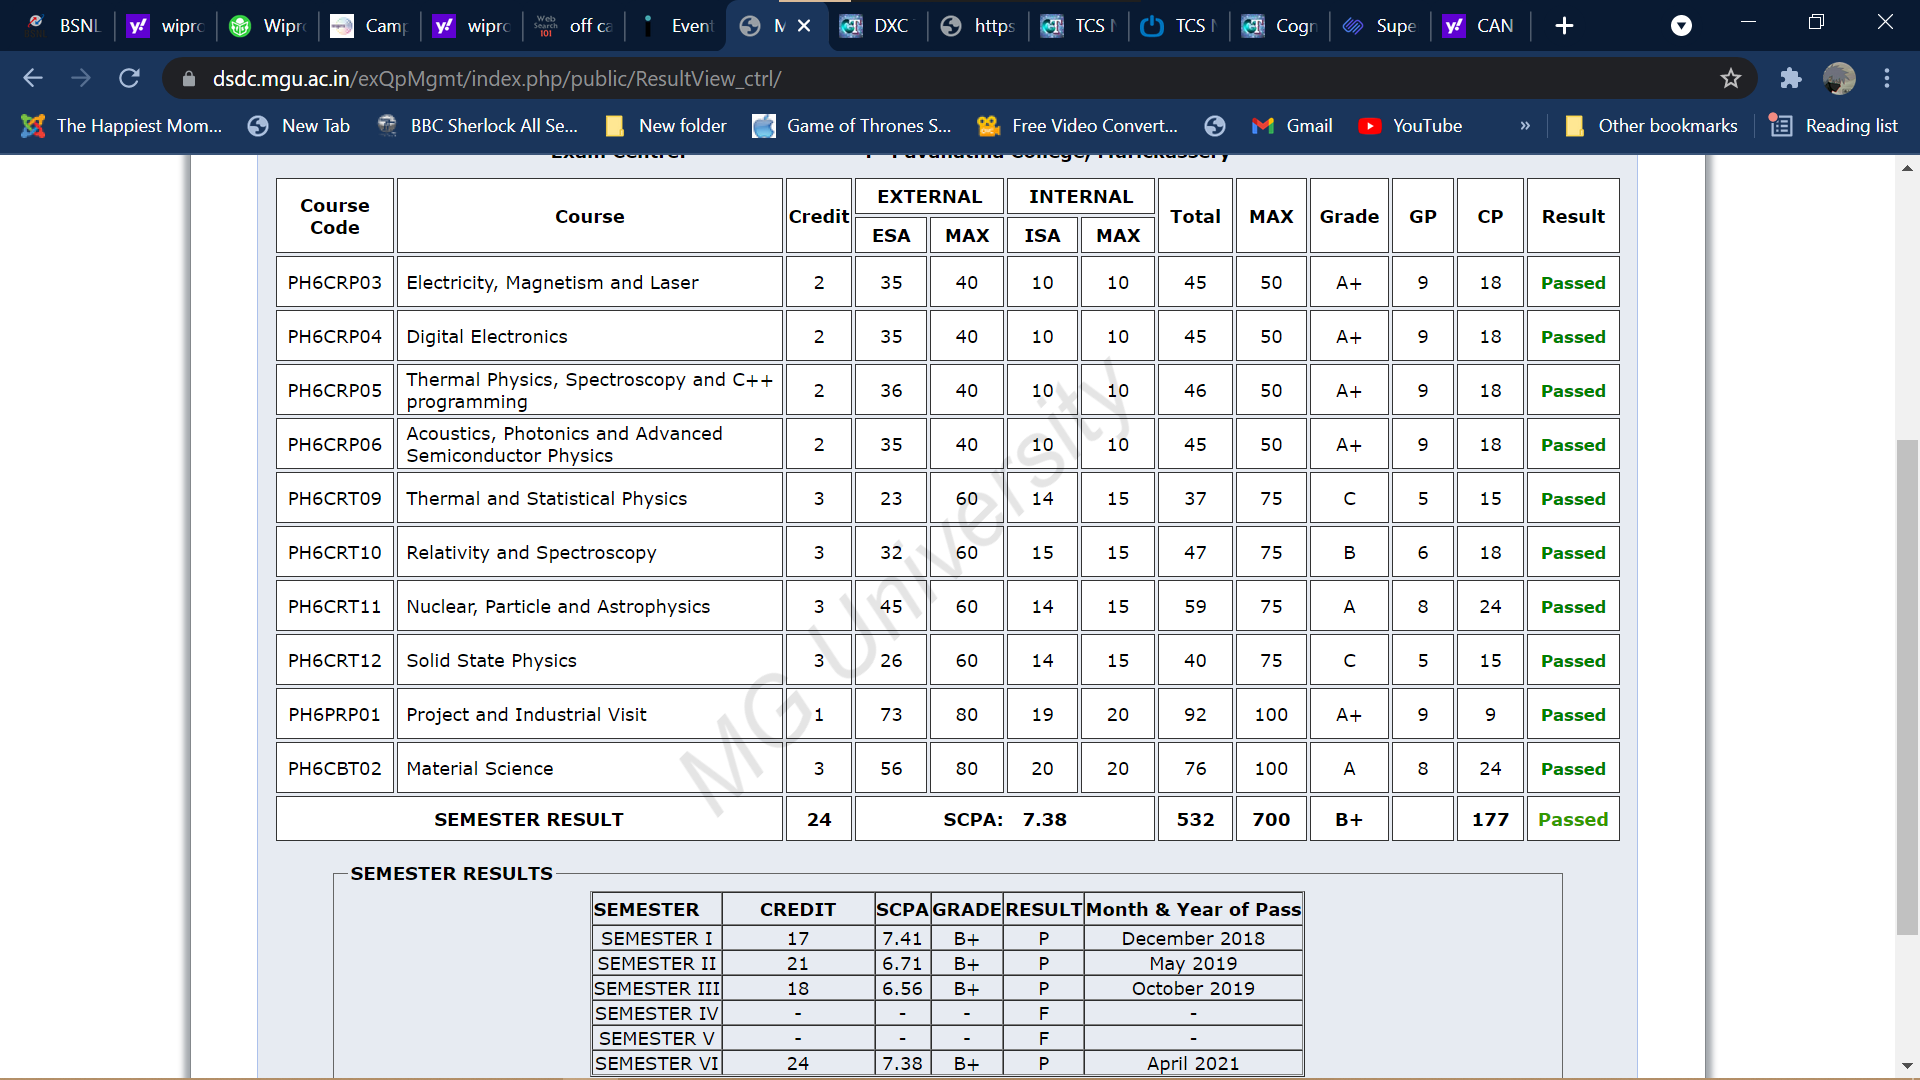 BSNL wipro Wipr Camp wipro Web Search 101 off ca Event M DXC https TCS N TCS N Cogn Supe CAN
dsdc.mgu.ac.in/exQpMgmt/index.php/public/ResultView_ctrl/
The Happiest Mom... New Tab BBC Sherlock All Se... New folder Game of Thrones S... Free Video Convert... Gmail YouTube » Other bookmarks Reading list
Course Code Course Credit EXTERNAL INTERNAL Total MAX Grade GP CP Result
ESA MAX ISA MAX
PH6CRP03 Electricity, Magnetism and Laser 2 35 40 10 10 45 50 A+ 9 18 Passed
PH6CRP04 Digital Electronics 2 35 40 10 10 45 50 A+ 9 18 Passed
PH6CRP05 Thermal Physics, Spectroscopy and C++ programming 2 36 40 10 10 46 50 A+ 9 18 Passed
PH6CRP06 Acoustics, Photonics and Advanced Semiconductor Physics 2 35 40 10 10 45 50 A+ 9 18 Passed
PH6CRT09 Thermal and Statistical Physics 3 23 60 14 15 37 75 C 5 15 Passed
PH6CRT10 Relativity and Spectroscopy 3 32 60 15 15 47 75 B 6 18 Passed
PH6CRT11 Nuclear, Particle and Astrophysics 3 45 60 14 15 59 75 A 8 24 Passed
PH6CRT12 Solid State Physics 3 26 60 14 15 40 75 C 5 15 Passed
PH6PRP01 Project and Industrial Visit 1 73 80 19 20 92 100 A+ 9 9 Passed
PH6CBT02 Material Science 3 56 80 20 20 76 100 A 8 24 Passed
SEMESTER RESULT 24 SCPA: 7.38 532 700 B+ 177 Passed
MG University
SEMESTER RESULTS
SEMESTER CREDIT SCPA GRADE RESULT Month & Year of Pass
SEMESTER I 17 7.41 B+ P December 2018
SEMESTER II 21 6.71 B+ P May 2019
SEMESTER III 18 6.56 B+ P October 2019
SEMESTER IV - - - F -
SEMESTER V - - - F -
SEMESTER VI 24 7.38 B+ P April 2021